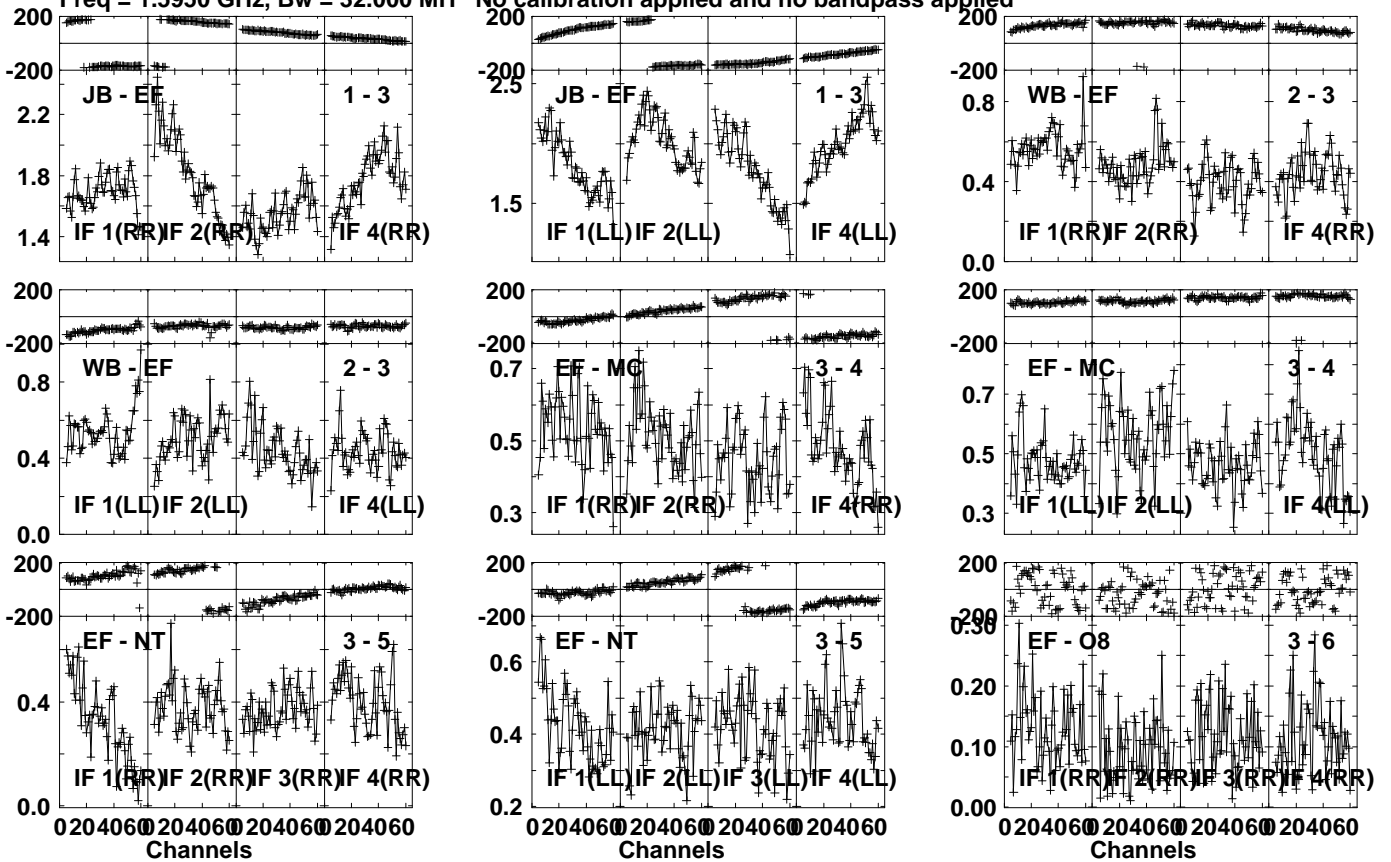 Freq = 1.5950 GHz, Bw = 32.000 MH No calibration applied and no bandpass applied
200
-200
JB - EF 1 - 3
2.2
1.8
1.4
IF 1(RR) IF 2(RR) IF 4(RR)
JB - EF 1 - 3
2.5
1.5
IF 1(LL) IF 2(LL) IF 4(LL)
200
-200
WB - EF 2 - 3
0.8
0.4
0.0
IF 1(RR) IF 2(RR) IF 4(RR)
200
-200
WB - EF 2 - 3
0.8
0.4
0.0
IF 1(LL) IF 2(LL) IF 4(LL)
200
-200
EF - MC 3 - 4
0.7
0.5
0.3
IF 1(RR) IF 2(RR) IF 4(RR)
200
-200
EF - MC 3 - 4
0.7
0.5
0.3
IF 1(LL) IF 2(LL) IF 4(LL)
200
-200
EF - NT 3 - 5
0.4
0.0
IF 1(RR) IF 2(RR) IF 3(RR) IF 4(RR)
0 20 40 60 0 20 40 60 0 20 40 60 0 20 40 60
Channels
200
-200
EF - NT 3 - 5
0.6
0.4
0.2
IF 1(LL) IF 2(LL) IF 3(LL) IF 4(LL)
0 20 40 60 0 20 40 60 0 20 40 60 0 20 40 60
Channels
200
-200
EF - O8 3 - 6
0.30
0.20
0.10
0.00
IF 1(RR) IF 2(RR) IF 3(RR) IF 4(RR)
0 20 40 60 0 20 40 60 0 20 40 60 0 20 40 60
Channels